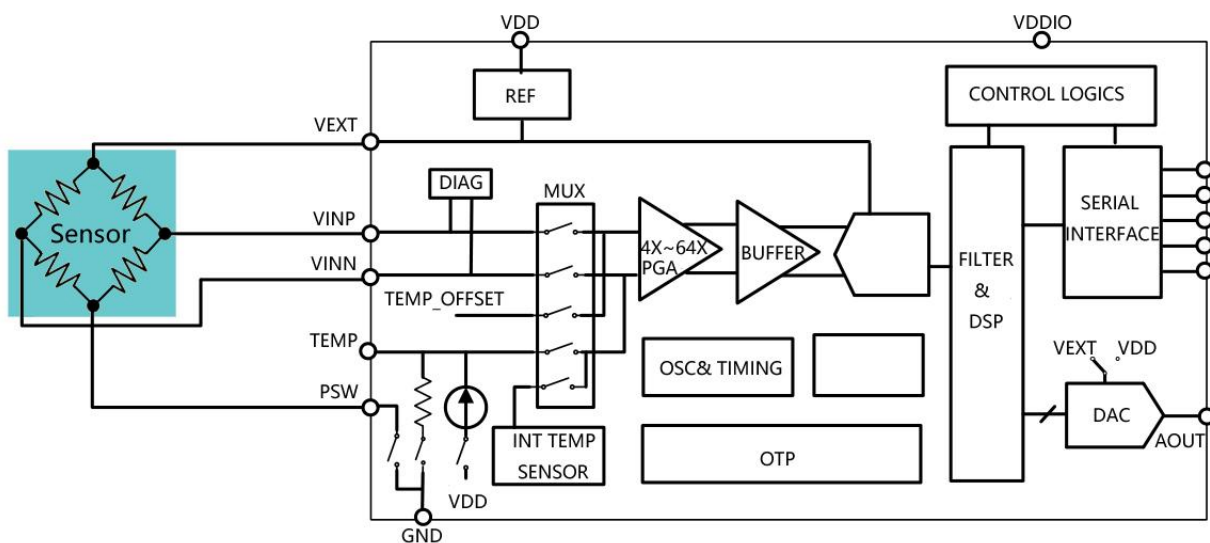 VDD
VDDIO
REF
CONTROL LOGICS
VEXT
DIAG
MUX
VINP
Sensor
4X~64X
PGA
BUFFER
SERIAL
INTERFACE
VINN
FILTER
&
DSP
TEMP_OFFSET
TEMP
OSC& TIMING
VEXT
VDD
PSW
DAC
INT TEMP
SENSOR
OTP
AOUT
VDD
GND